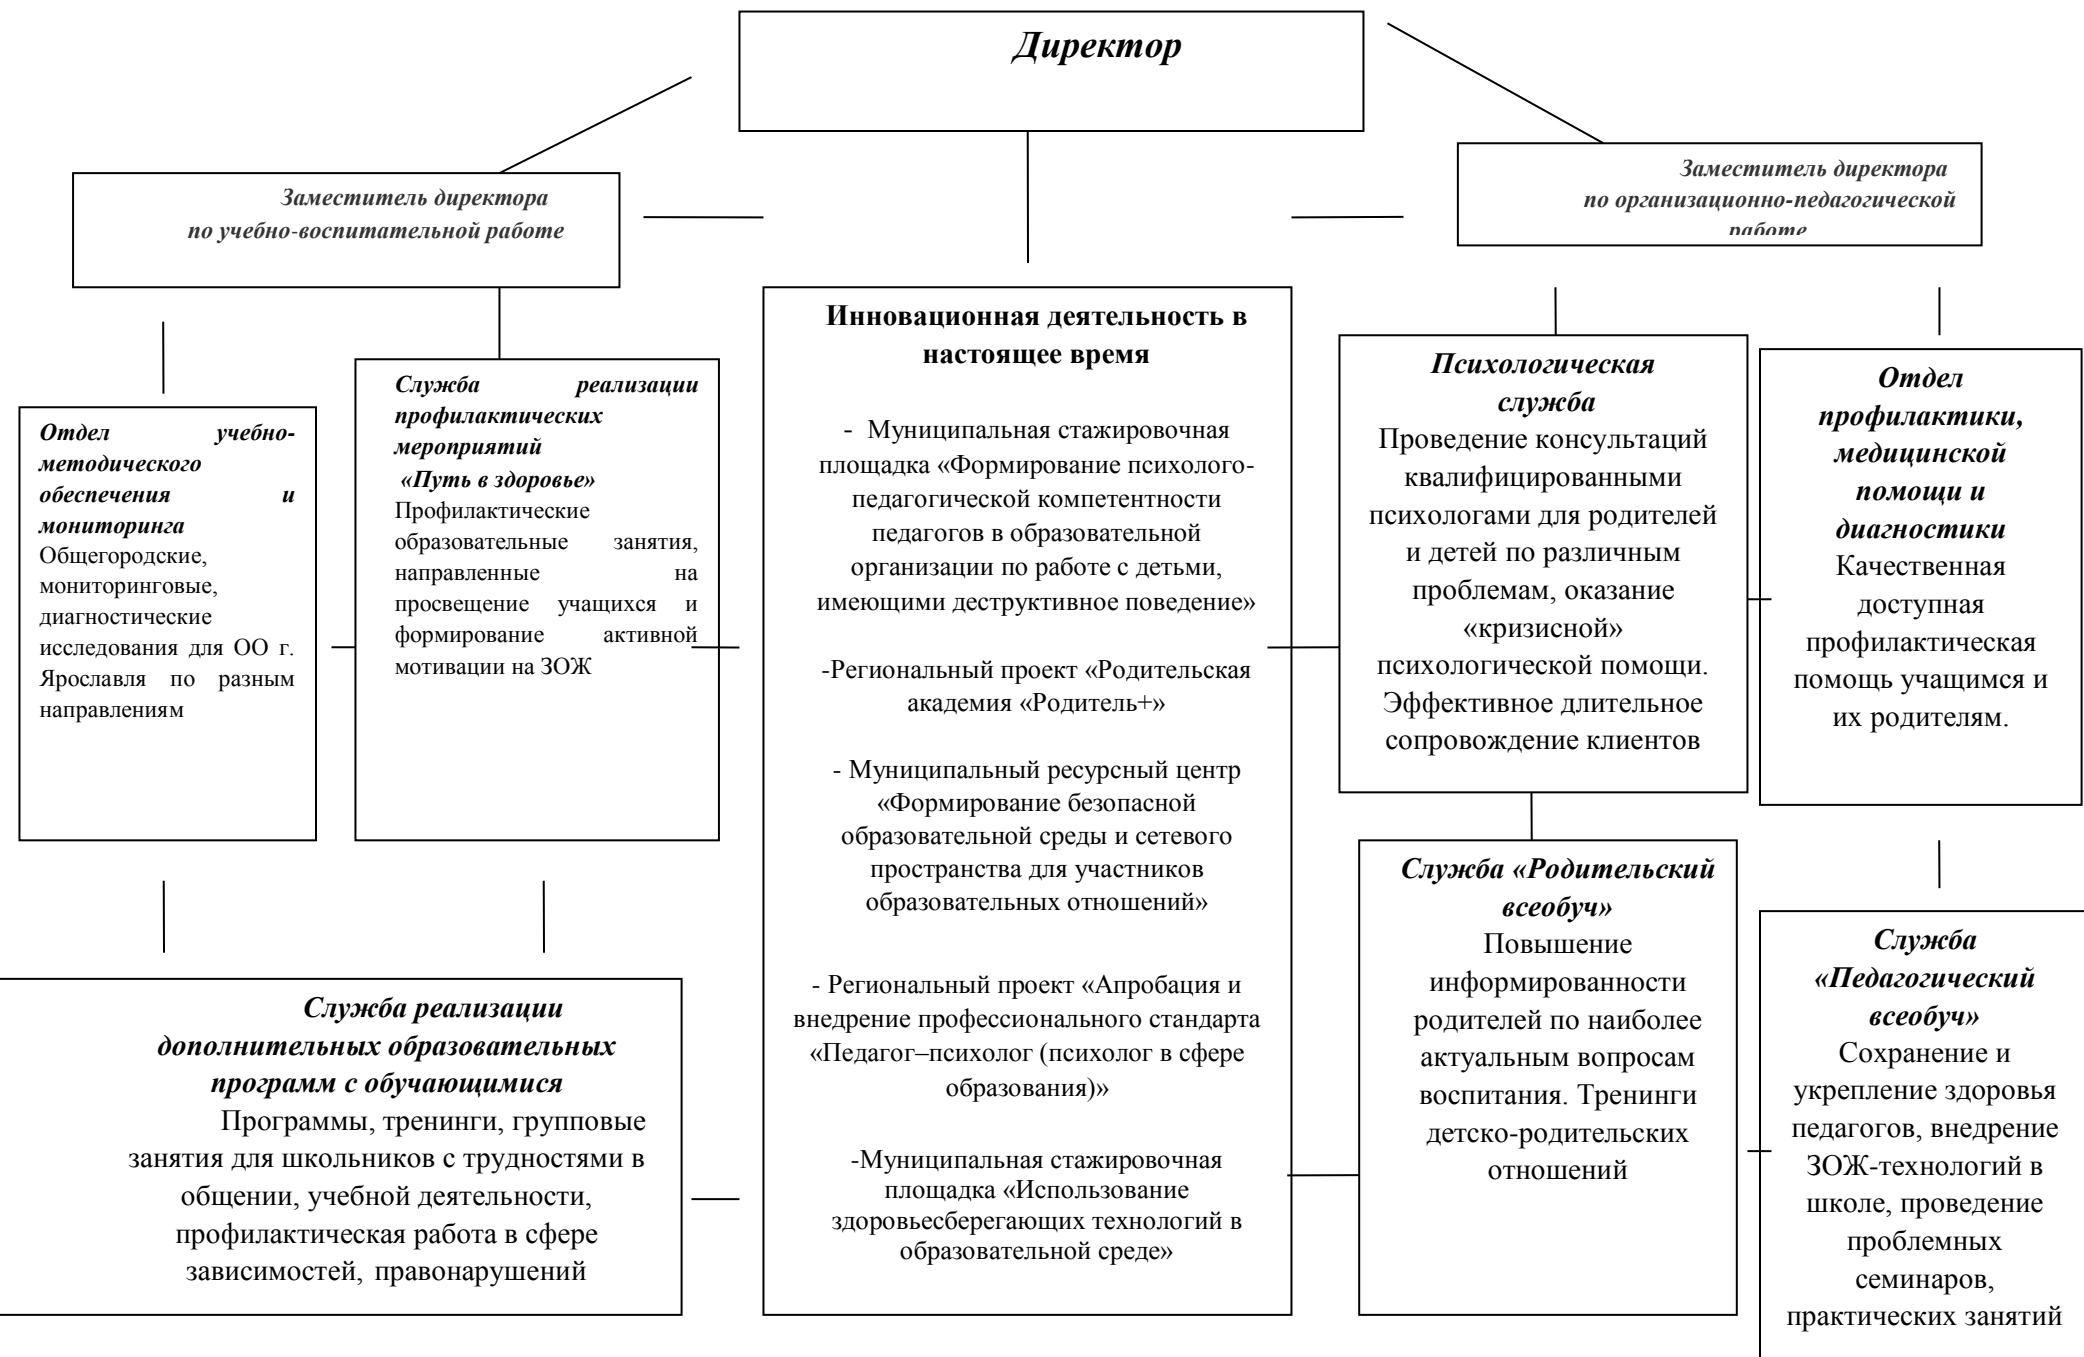 Директор
Заместитель директора
по учебно-воспитательной работе
Заместитель директора
по организационно-педагогической
работе
Отдел учебно-
методического
обеспечения и
мониторинга
Общегородские,
мониторинговые,
диагностические
исследования для ОО г.
Ярославля по разным
направлениям
Служба реализации
профилактических
мероприятий
«Путь в здоровье»
Профилактические
образовательные занятия,
направленные на
просвещение учащихся и
формирование активной
мотивации на ЗОЖ
Инновационная деятельность в
настоящее время
- Муниципальная стажировочная
площадка «Формирование психолого-
педагогической компетентности
педагогов в образовательной
организации по работе с детьми,
имеющими деструктивное поведение»
-Региональный проект «Родительская
академия «Родитель+»
- Муниципальный ресурсный центр
«Формирование безопасной
образовательной среды и сетевого
пространства для участников
образовательных отношений»
- Региональный проект «Апробация и
внедрение профессионального стандарта
«Педагог–психолог (психолог в сфере
образования)»
-Муниципальная стажировочная
площадка «Использование
здоровьесберегающих технологий в
образовательной среде»
Психологическая
служба
Проведение консультаций
квалифицированными
психологами для родителей
и детей по различным
проблемам, оказание
«кризисной»
психологической помощи.
Эффективное длительное
сопровождение клиентов
Отдел
профилактики,
медицинской
помощи и
диагностики
Качественная
доступная
профилактическая
помощь учащимся и
их родителям.
Служба реализации
дополнительных образовательных
программ с обучающимися
Программы, тренинги, групповые
занятия для школьников с трудностями в
общении, учебной деятельности,
профилактическая работа в сфере
зависимостей, правонарушений
Служба «Родительский
всеобуч»
Повышение
информированности
родителей по наиболее
актуальным вопросам
воспитания. Тренинги
детско-родительских
отношений
Служба
«Педагогический
всеобуч»
Сохранение и
укрепление здоровья
педагогов, внедрение
ЗОЖ-технологий в
школе, проведение
проблемных
семинаров,
практических занятий